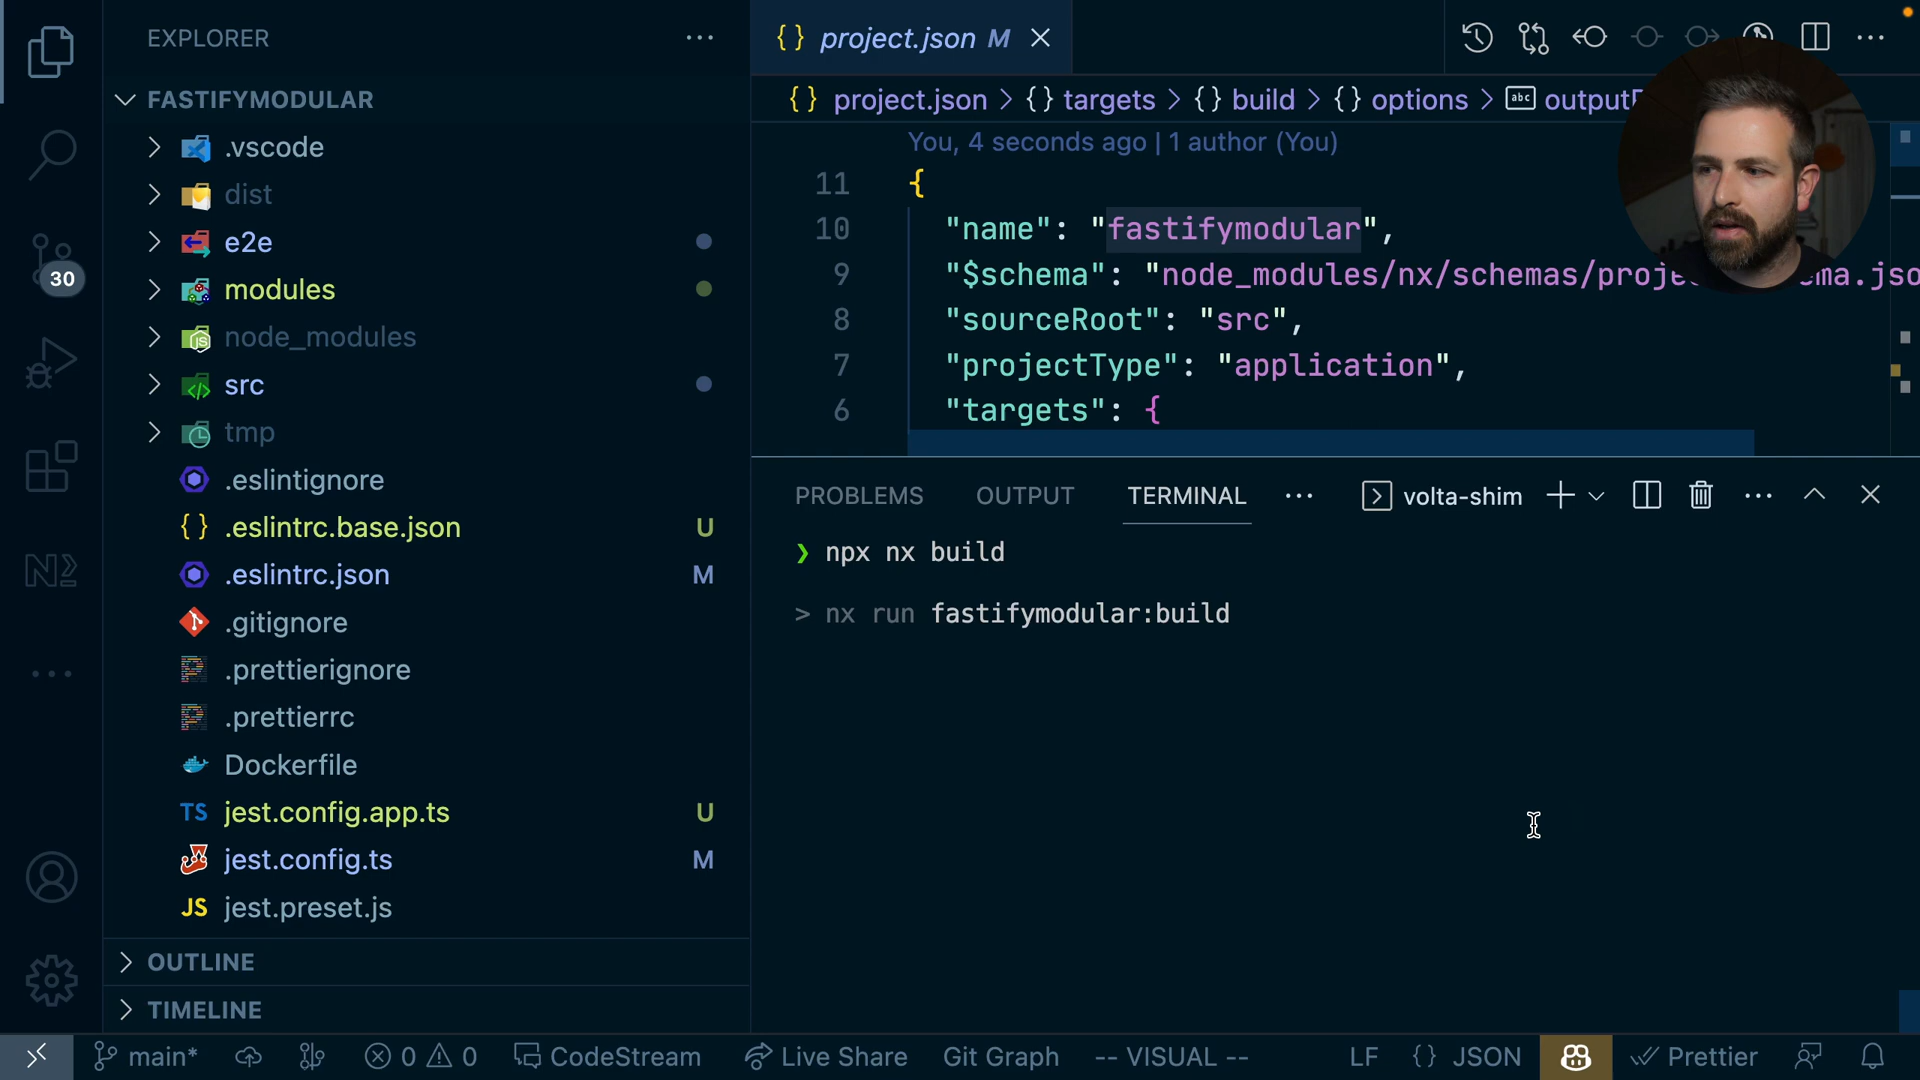 EXPLORER
FASTIFYMODULAR
.vscode
dist
e2e
modules
node_modules
src
tmp
.eslintignore
.eslintrc.base.json U
.eslintrc.json M
.gitignore
.prettierignore
.prettierrc
Dockerfile
TS jest.config.app.ts U
jest.config.ts M
JS jest.preset.js
OUTLINE
TIMELINE
30
{} project.json M
{} project.json > {} targets > {} build > {} options > abc
You, 4 seconds ago | 1 author (You)
11 {
10 "name": "fastifymodular",
9 "$schema": "node_modules/nx/schemas/
8 "sourceRoot": "src",
7 "projectType": "application",
6 "targets": {
PROBLEMS OUTPUT TERMINAL ··· volta-shim
❯ npx nx build
> nx run fastifymodular:build
main* 0 0 CodeStream Live Share Git Graph -- VISUAL -- LF {} JSON Prettier